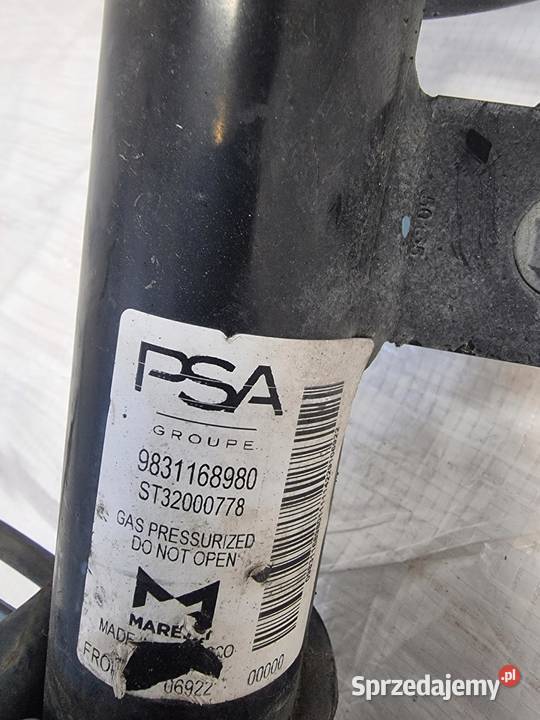 PSA
GROUPE
9831168980
ST32000778
GAS PRESSURIZED
DO NOT OPEN
MADE
06922
00000
Sprzedajemy.pl